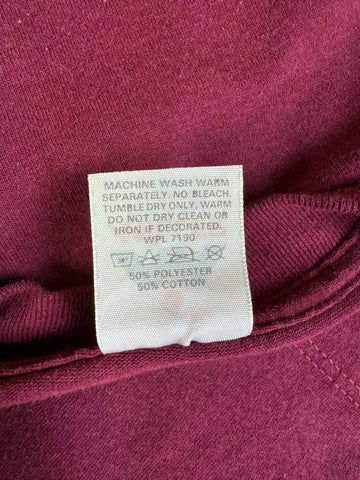 MACHINE WASH WARM
SEPARATELY. NO BLEACH.
TUMBLE DRY ONLY, WARM
DO NOT DRY CLEAN OR
IRON IF DECORATED.
WPL 7190
50% POLYESTER
50% COTTON